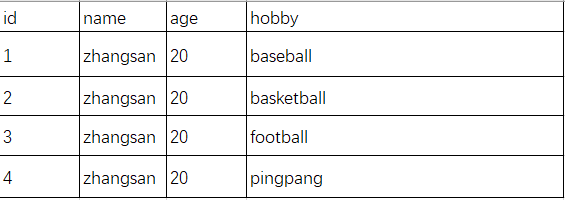 id name age hobby
1 zhangsan 20 baseball
2 zhangsan 20 basketball
3 zhangsan 20 football
4 zhangsan 20 pingpang